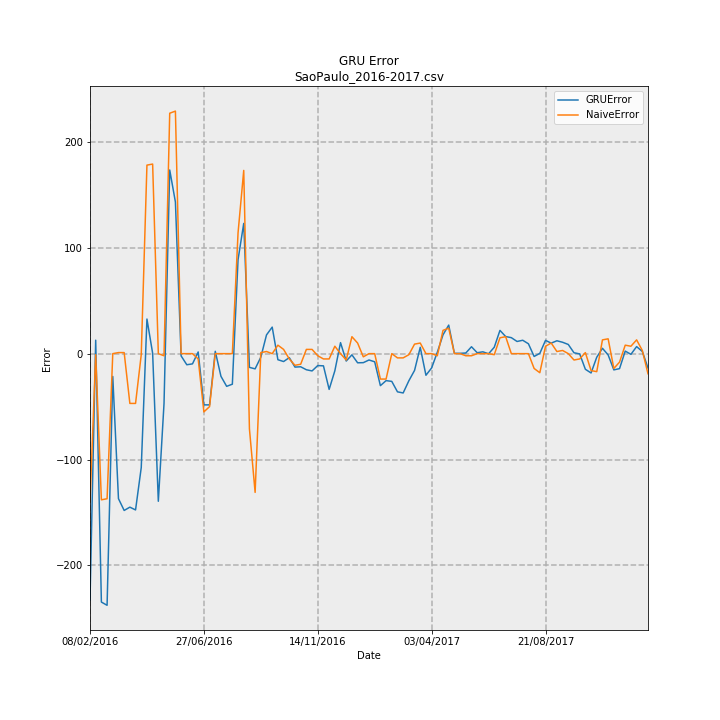 GRU Error
SaoPaulo_2016-2017.csv
GRUError
NaiveError
Error
200
100
0
−100
−200
08/02/2016
27/06/2016
14/11/2016
03/04/2017
21/08/2017
Date